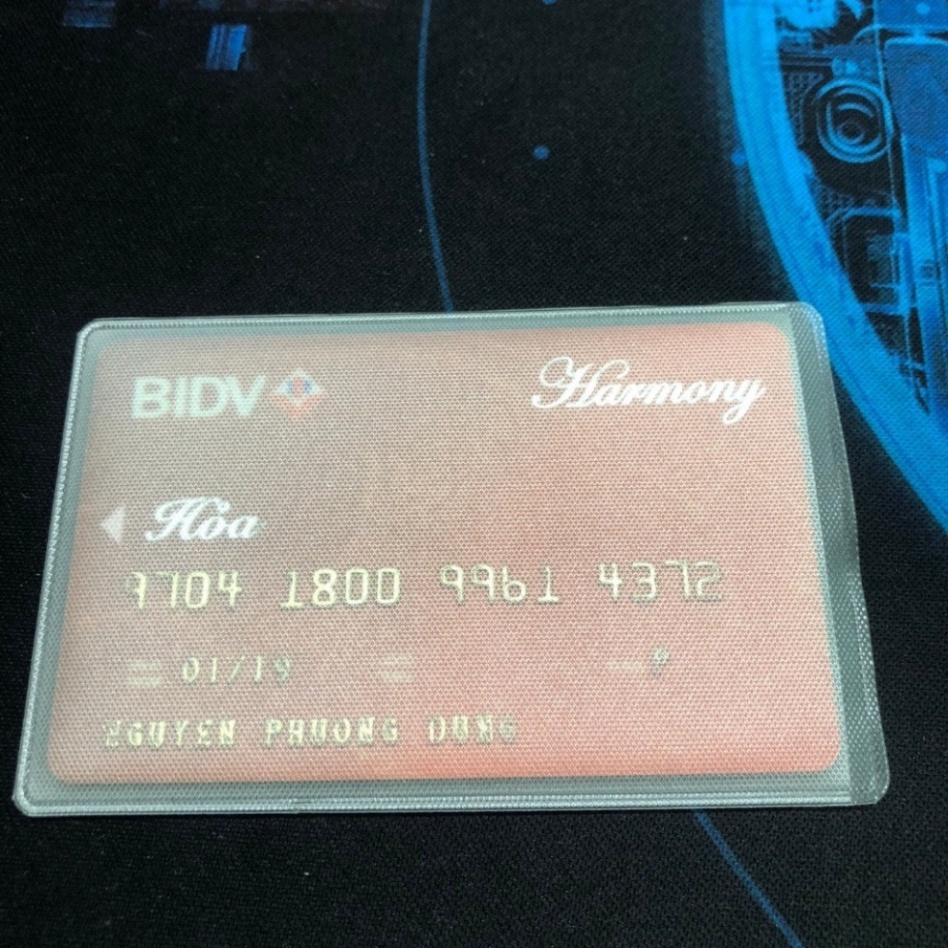 BIDV Harmony
Hỏa
9704 1800 9961 4372
01/19
NGUYEN PHUONG DUNG